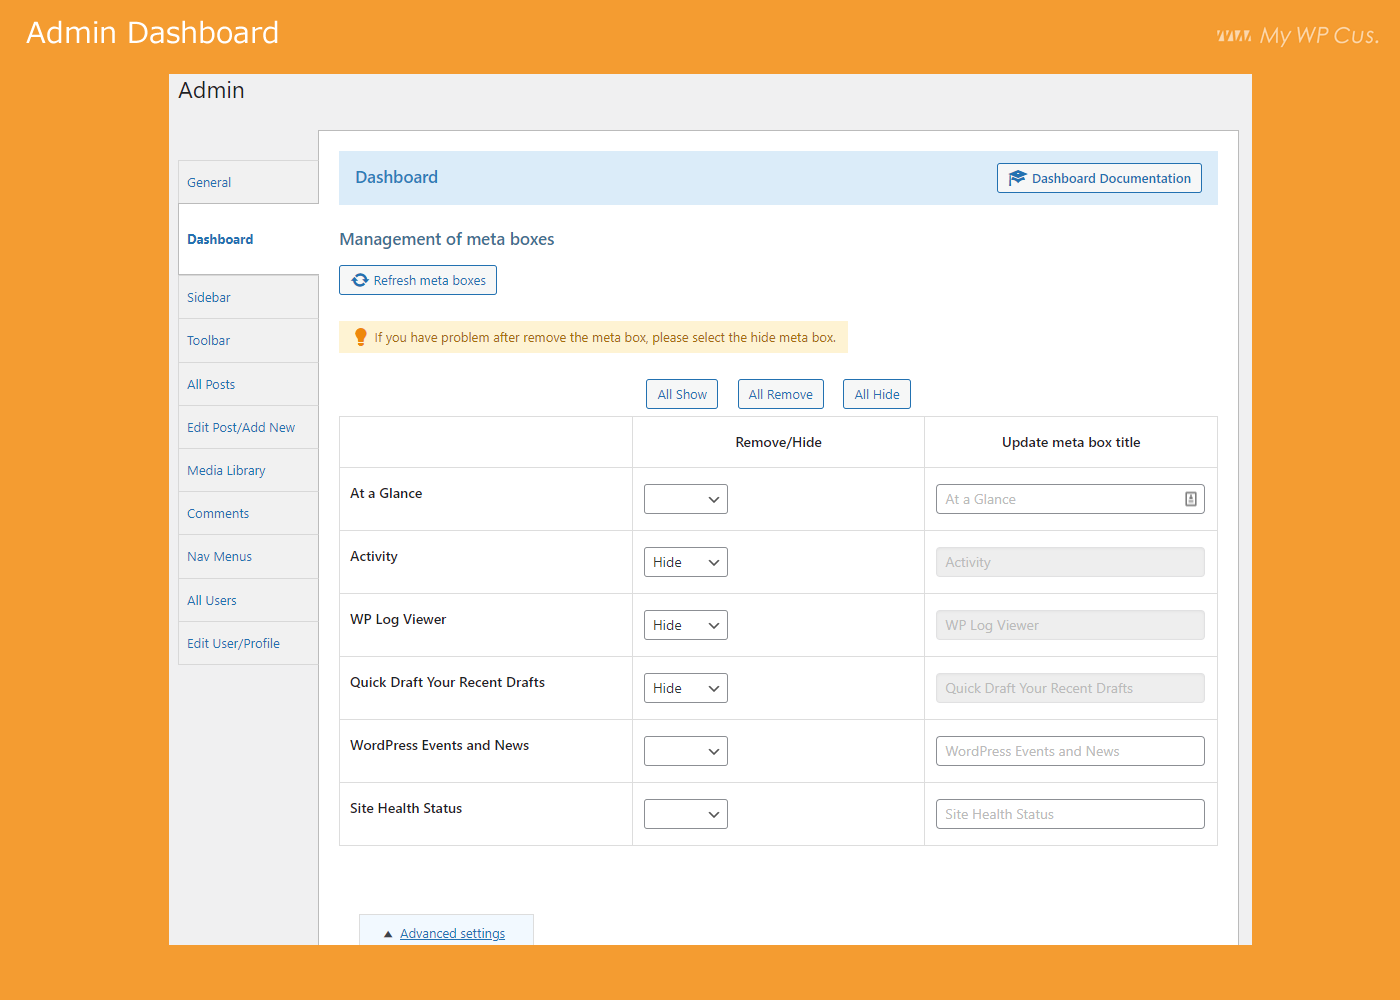 Admin Dashboard
My WP Cus.
Admin
General
Dashboard
Sidebar
Toolbar
All Posts
Edit Post/Add New
Media Library
Comments
Nav Menus
All Users
Edit User/Profile
Dashboard
Dashboard Documentation
Management of meta boxes
Refresh meta boxes
If you have problem after remove the meta box, please select the hide meta box.
All Show All Remove All Hide
Remove/Hide Update meta box title
At a Glance At a Glance
Activity Hide Activity
WP Log Viewer Hide WP Log Viewer
Quick Draft Your Recent Drafts Hide Quick Draft Your Recent Drafts
WordPress Events and News WordPress Events and News
Site Health Status Site Health Status
Advanced settings